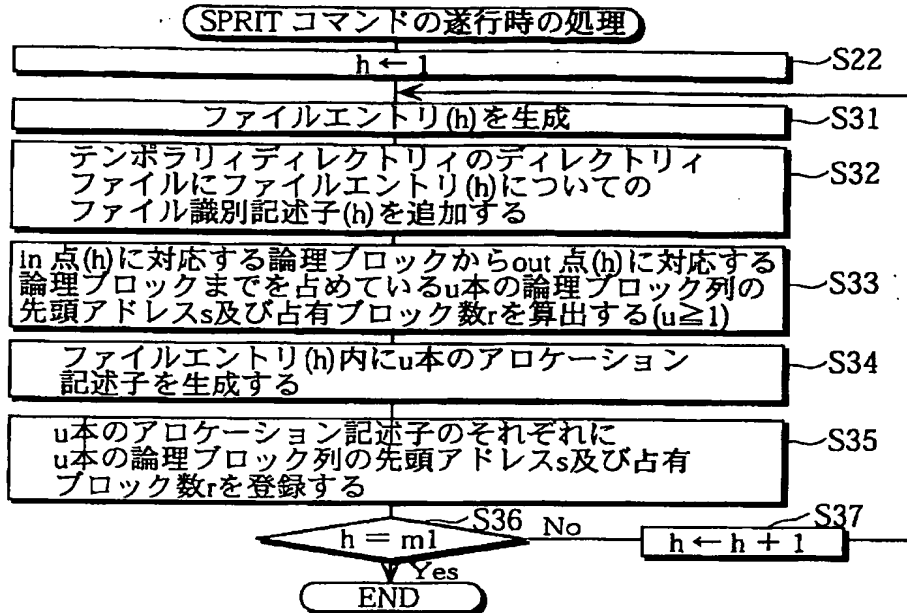 SPRIT コマンドの遂行時の処理
h ← 1
S22
ファイルエントリ(h)を生成
S31
テンポラリィディレクトリィのディレクトリィ
ファイルにファイルエントリ(h)についての
ファイル識別記述子(h)を追加する
S32
in 点(h)に対応する論理ブロックからout 点(h)に対応する
論理ブロックまでを占めているu本の論理ブロック列の
先頭アドレスs及び占有ブロック数rを算出する(u≧1)
S33
ファイルエントリ(h)内にu本のアロケーション
記述子を生成する
S34
u本のアロケーション記述子のそれぞれに
u本の論理ブロック列の先頭アドレスs及び占有
ブロック数rを登録する
S35
S36
h = m1
No
S37
h ← h + 1
Yes
END